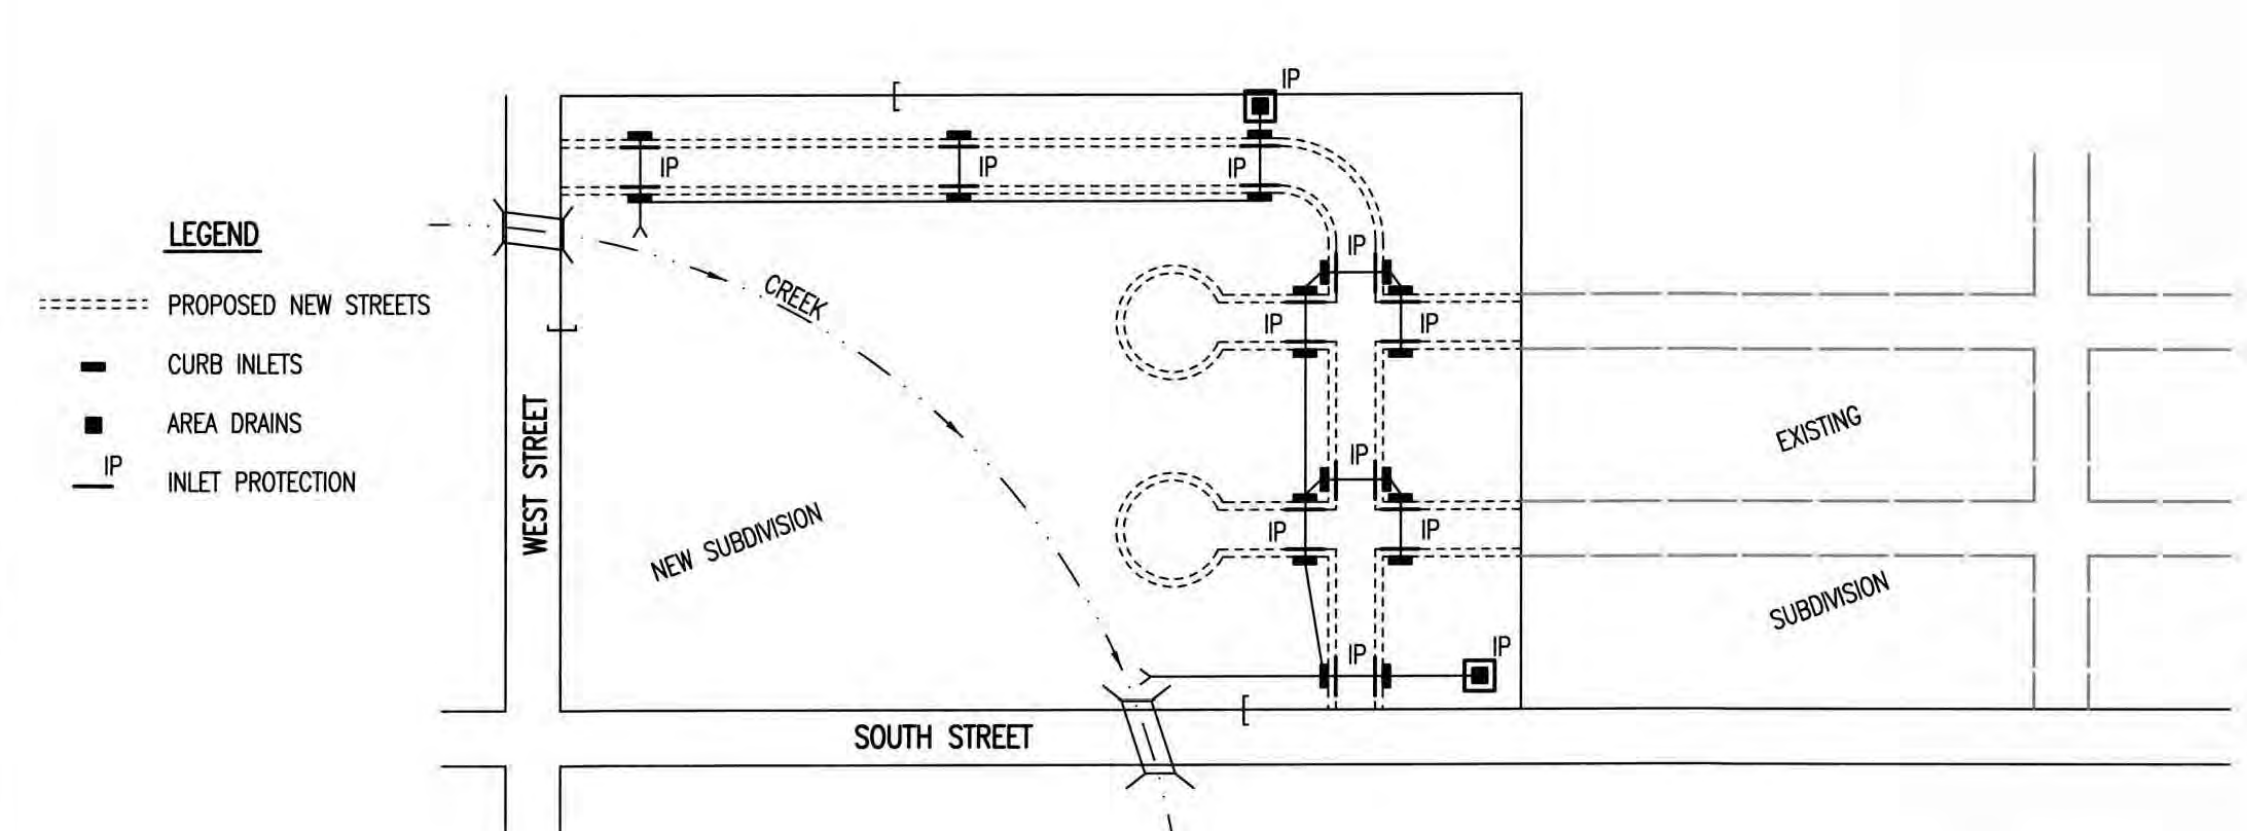 IP
IP
IP
IP
LEGEND
IP
PROPOSED NEW STREETS
CREEK
IP
IP
CURB INLETS
AREA DRAINS
EXISTING
WEST STREET
IP
IP
INLET PROTECTION
NEW SUBDIVISION
IP
IP
SUBDIVISION
IP
IP
SOUTH STREET